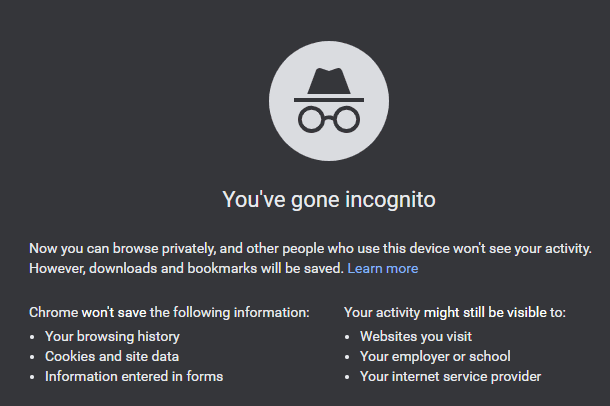 You've gone incognito
Now you can browse privately, and other people who use this device won't see your activity.
However, downloads and bookmarks will be saved. Learn more
Chrome won't save the following information:
• Your browsing history
• Cookies and site data
• Information entered in forms
Your activity might still be visible to:
• Websites you visit
• Your employer or school
• Your internet service provider